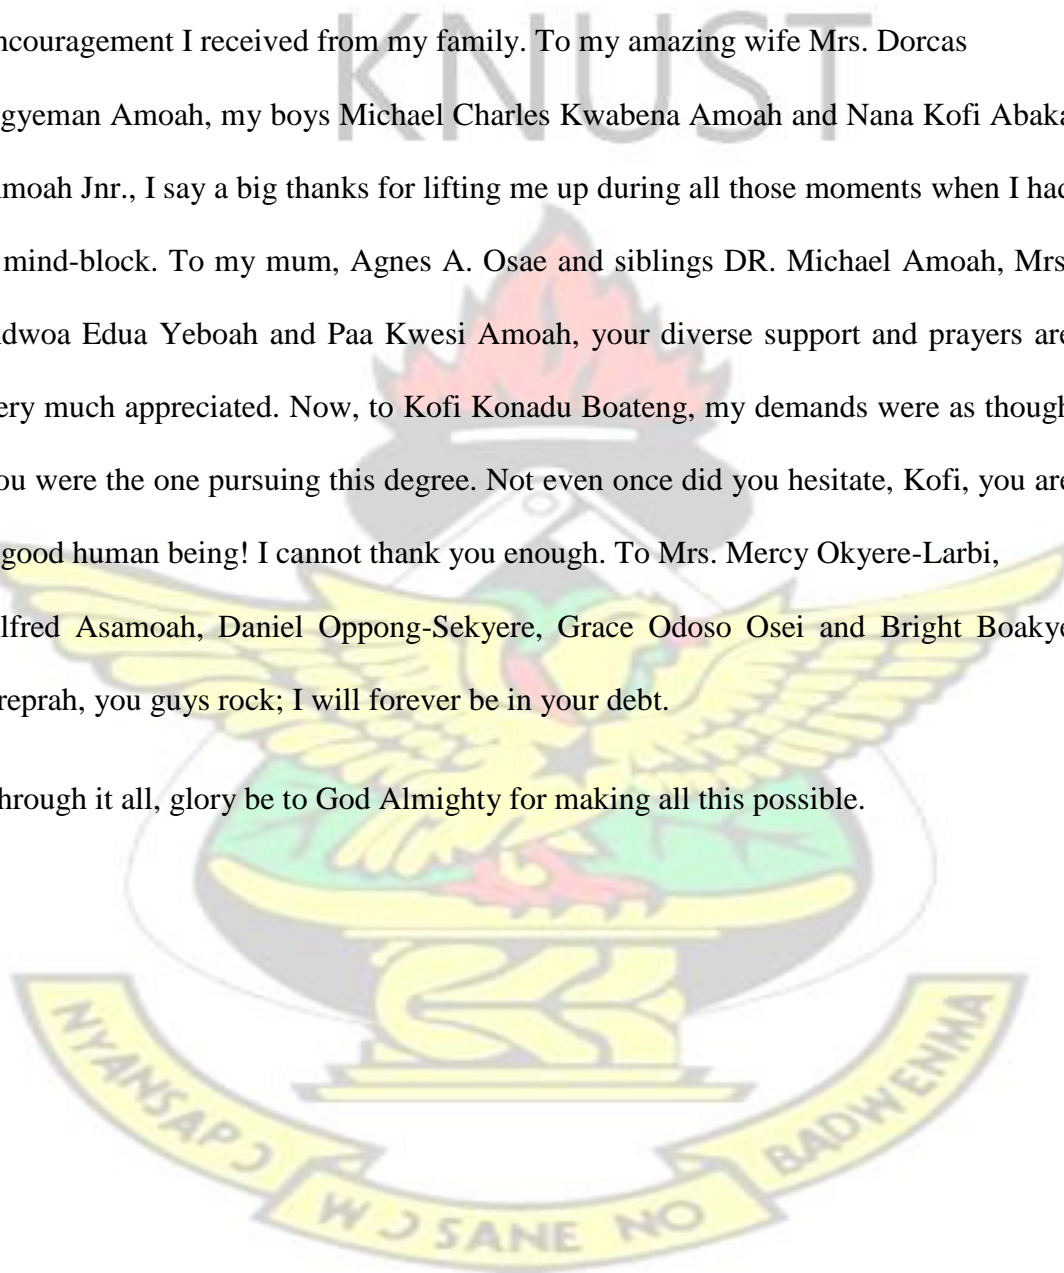 KNUST
ncouragement I received from my family. To my amazing wife Mrs. Dorcas
gyeman Amoah, my boys Michael Charles Kwabena Amoah and Nana Kofi Abaka
moah Jnr., I say a big thanks for lifting me up during all those moments when I had
mind-block. To my mum, Agnes A. Osae and siblings DR. Michael Amoah, Mrs
dwoa Edua Yeboah and Paa Kwesi Amoah, your diverse support and prayers are
ery much appreciated. Now, to Kofi Konadu Boateng, my demands were as though
ou were the one pursuing this degree. Not even once did you hesitate, Kofi, you are
good human being! I cannot thank you enough. To Mrs. Mercy Okyere-Larbi,
lfred Asamoah, Daniel Oppong-Sekyere, Grace Odoso Osei and Bright Boakye
reprah, you guys rock; I will forever be in your debt.
hrough it all, glory be to God Almighty for making all this possible.
NYANSAPƆ
WƆSANE NO
BADWENMA